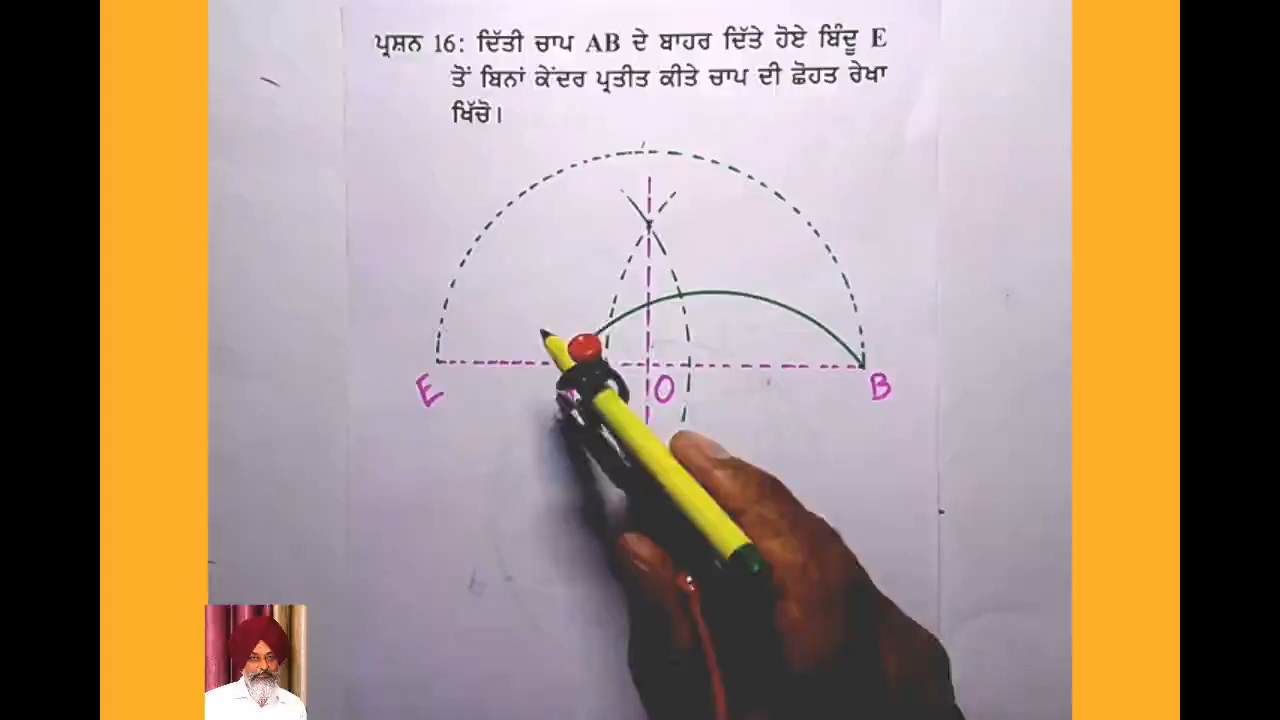 ਪ੍ਰਸ਼ਨ 16: ਦਿੱਤੀ ਚਾਪ AB ਦੇ ਬਾਹਰ ਦਿੱਤੇ ਹੋਏ ਬਿੰਦੂ E
ਤੋਂ ਬਿਨਾਂ ਕੇਂਦਰ ਪ੍ਰਤੀਤ ਕੀਤੇ ਚਾਪ ਦੀ ਛੋਹਤ ਰੇਖਾ
ਖਿੱਚੋ।
E O B